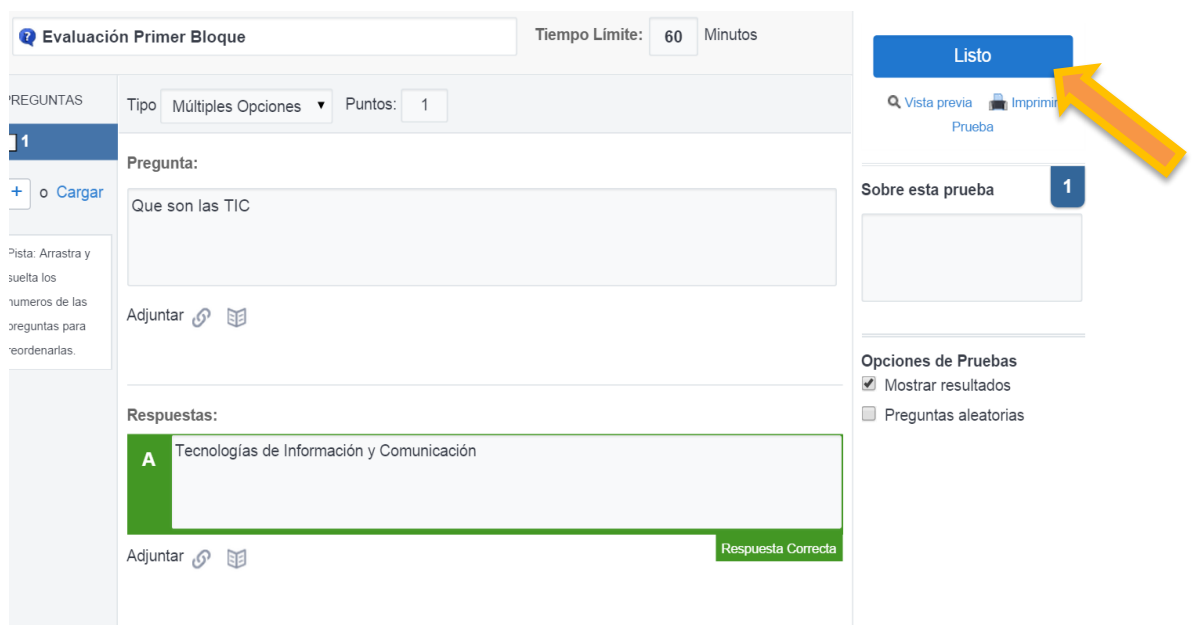 Evaluación Primer Bloque
Tiempo Límite: 60 Minutos
Listo
Vista previa Imprimir
Prueba
PREGUNTAS
1
+ o Cargar
Pista: Arrastra y
suelta los
numeros de las
preguntas para
reordenarlas.
Tipo Múltiples Opciones Puntos: 1
Pregunta:
Que son las TIC
Adjuntar
Respuestas:
A Tecnologías de Información y Comunicación
Respuesta Correcta
Adjuntar
Sobre esta prueba 1
Opciones de Pruebas
Mostrar resultados
Preguntas aleatorias